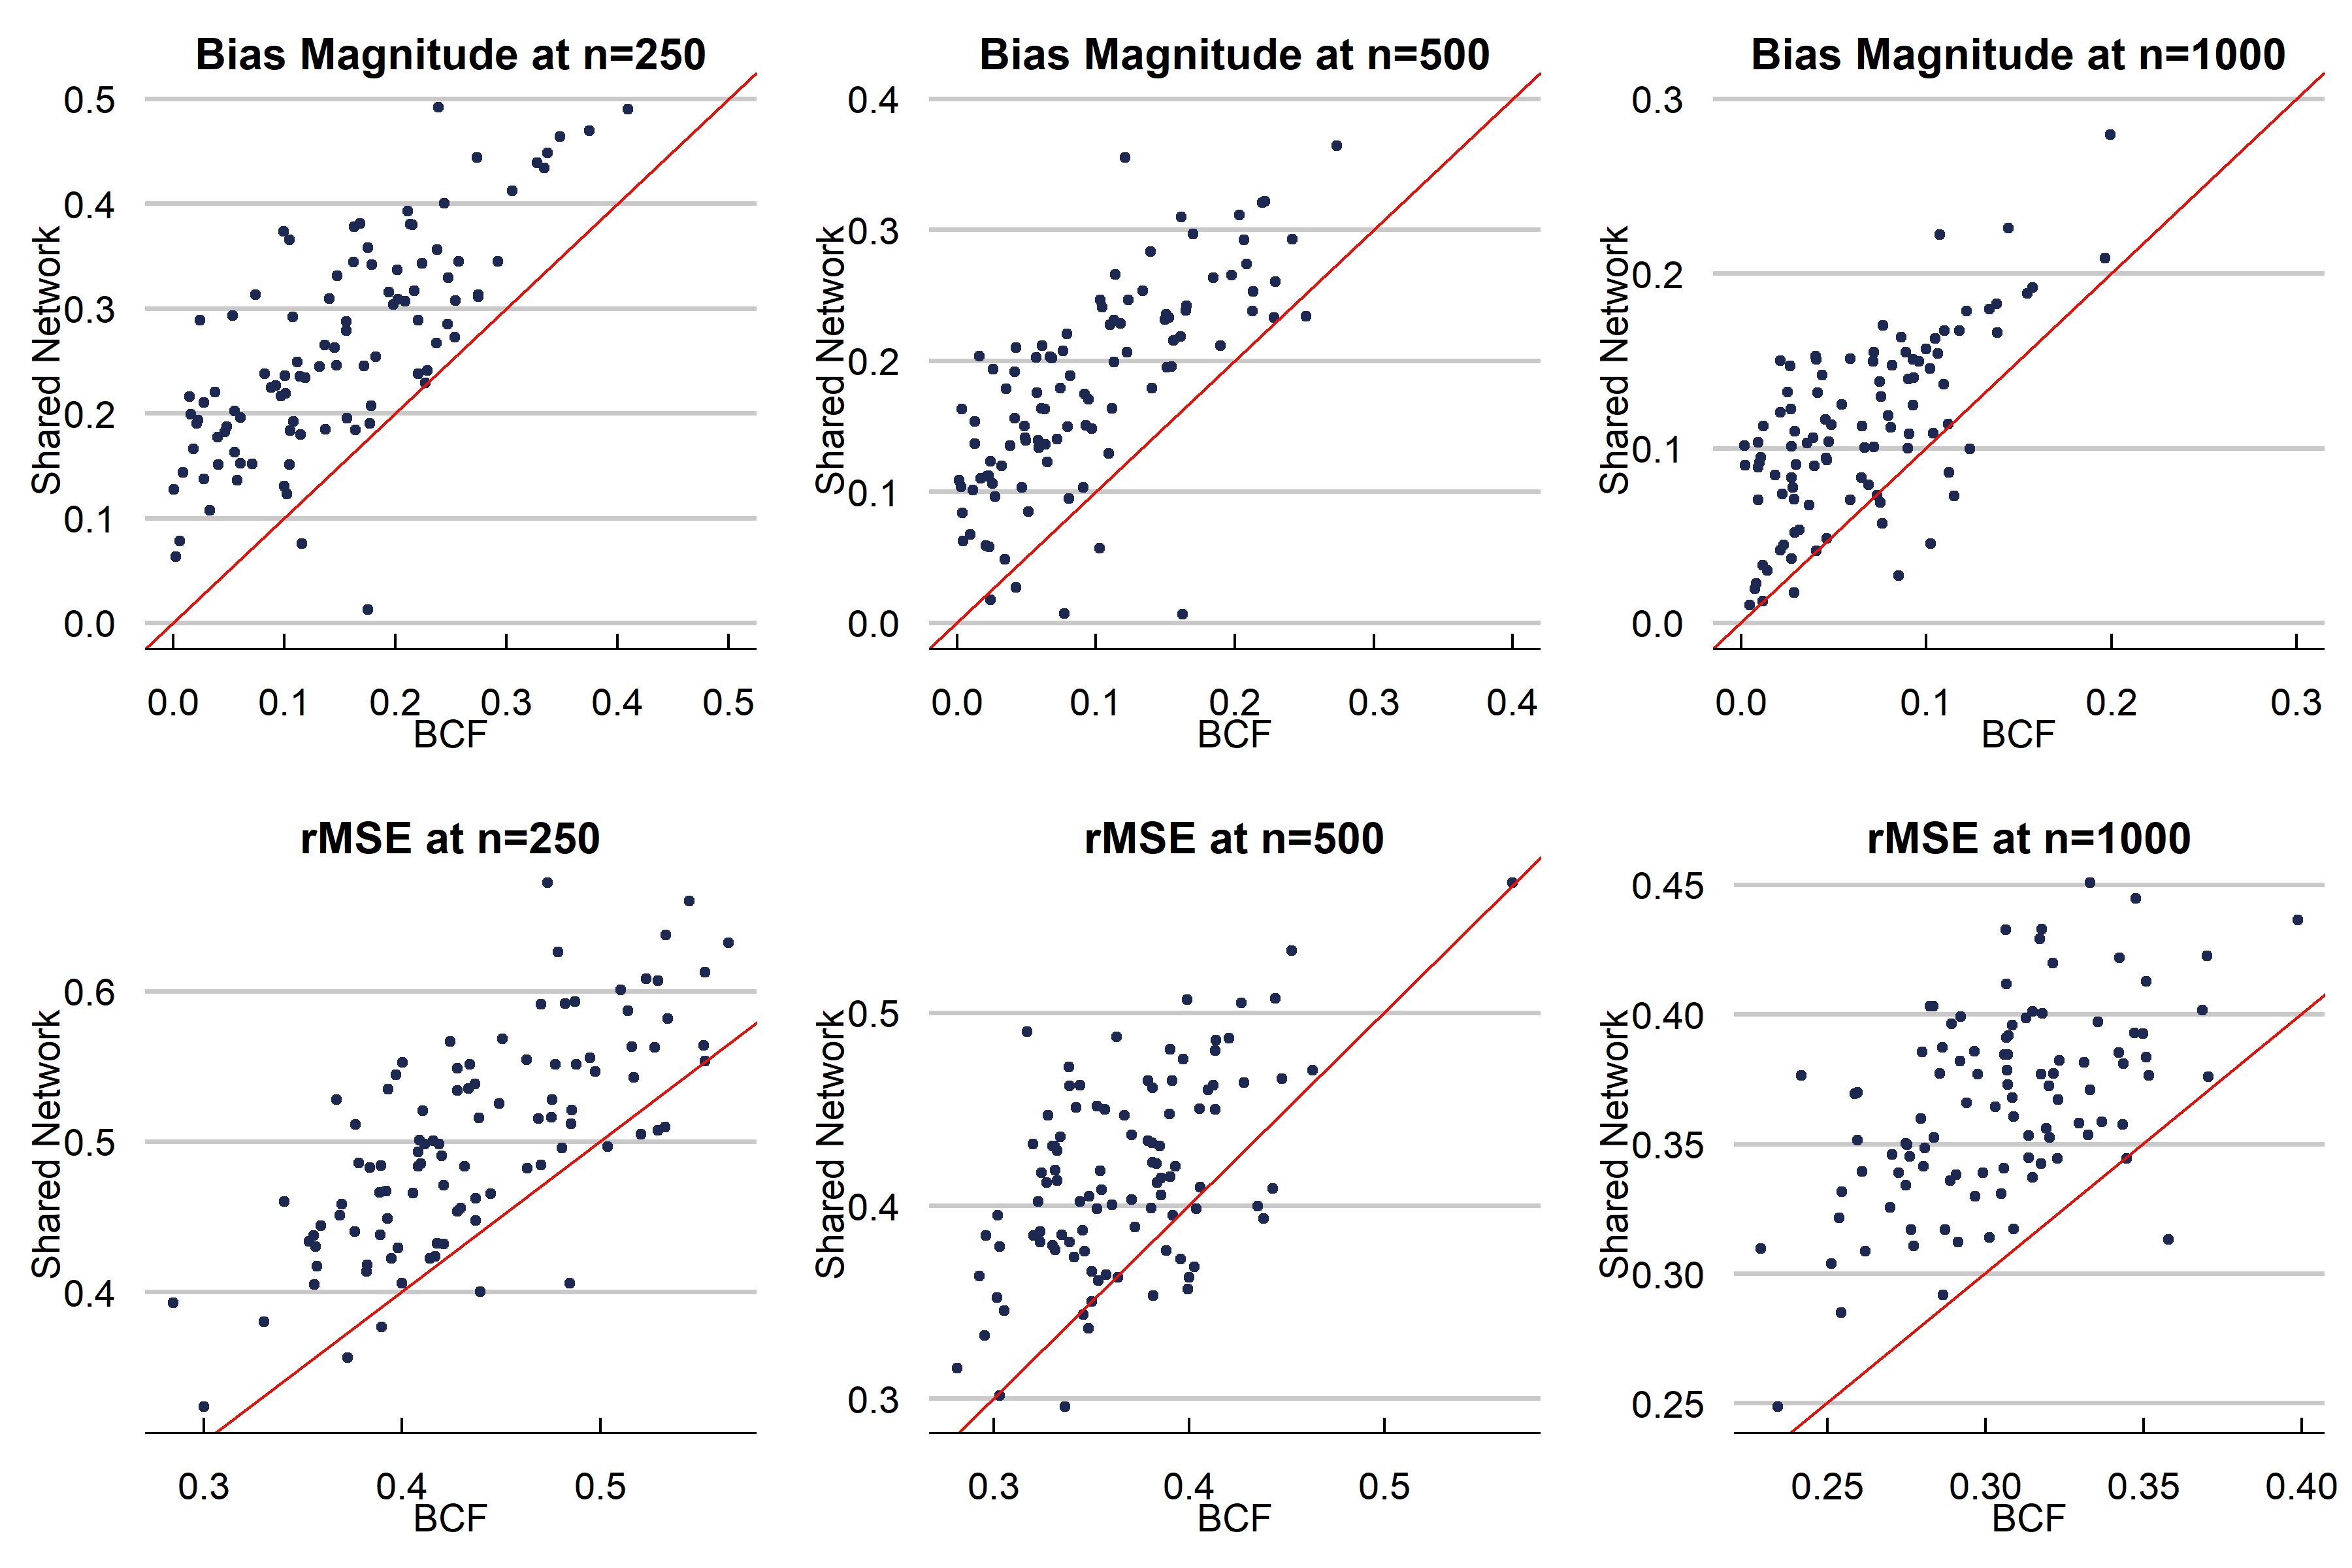 Bias Magnitude at n=250
0.5
0.4
0.3
0.2
0.1
0.0
Shared Network
0.0 0.1 0.2 0.3 0.4 0.5
BCF
Bias Magnitude at n=500
0.4
0.3
0.2
0.1
0.0
Shared Network
0.0 0.1 0.2 0.3 0.4
BCF
Bias Magnitude at n=1000
0.3
0.2
0.1
0.0
Shared Network
0.0 0.1 0.2 0.3
BCF
rMSE at n=250
0.6
0.5
0.4
Shared Network
0.3 0.4 0.5
BCF
rMSE at n=500
0.5
0.4
0.3
Shared Network
0.3 0.4 0.5
BCF
rMSE at n=1000
0.45
0.40
0.35
0.30
0.25
Shared Network
0.25 0.30 0.35 0.40
BCF